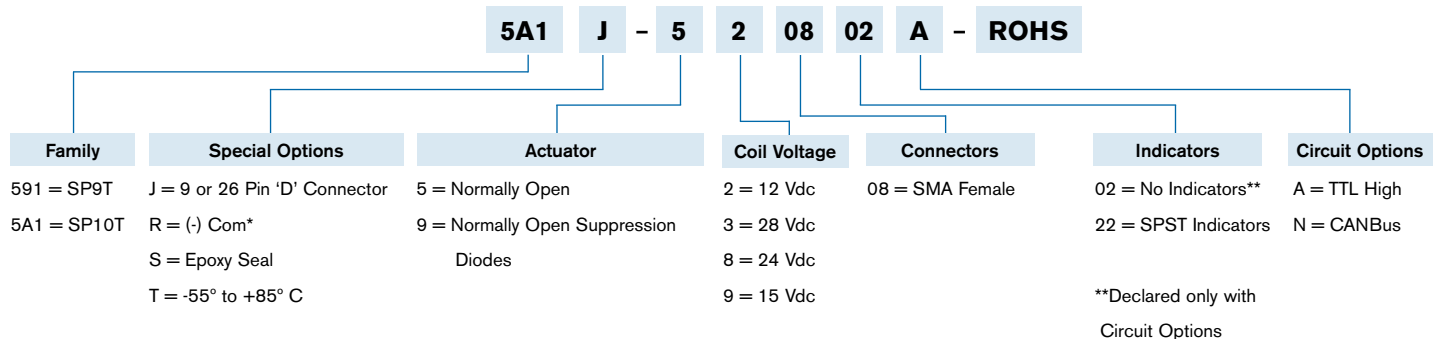 5A1 J – 5 2 08 02 A – ROHS
Family
591 = SP9T
5A1 = SP10T
Special Options
J = 9 or 26 Pin ‘D’ Connector
R = (-) Com*
S = Epoxy Seal
T = -55º to +85º C
Actuator
5 = Normally Open
9 = Normally Open Suppression
Diodes
Coil Voltage
2 = 12 Vdc
3 = 28 Vdc
8 = 24 Vdc
9 = 15 Vdc
Connectors
08 = SMA Female
Indicators
02 = No Indicators**
22 = SPST Indicators
**Declared only with
Circuit Options
Circuit Options
A = TTL High
N = CANBus